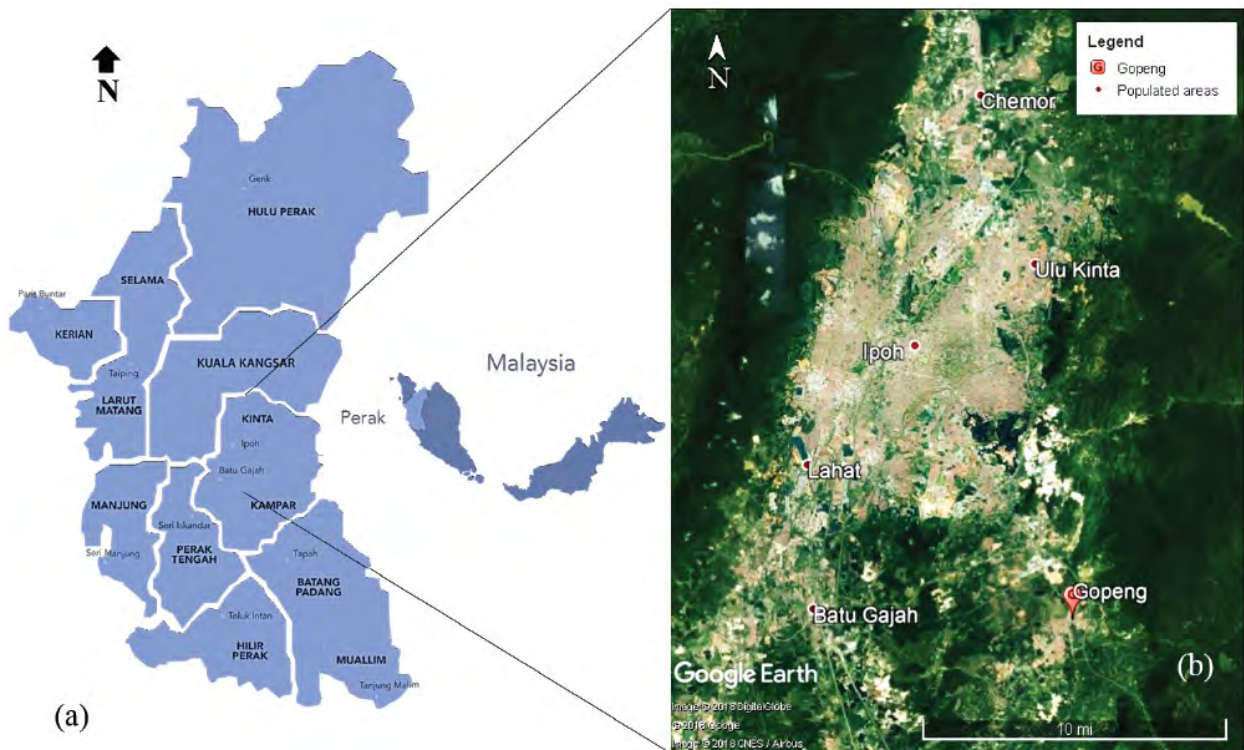 N
Gerik
HULU PERAK
SELAMA
Parit Buntar
KERIAN
KUALA KANGSAR
Taiping
LARUT
MATANG
KINTA
Ipoh
Batu Gajah
MANJUNG
KAMPAR
Seri Iskandar
PERAK
TENGAH
Seri Manjung
Tapah
BATANG
PADANG
Teluk Intan
HILIR
PERAK
MUALLIM
Tanjung Malim
(a)
Malaysia
Perak
N
Legend
G Gopeng
Populated areas
Chemor
Ulu Kinta
Ipoh
Lahat
Gopeng
Batu Gajah
Google Earth
(b)
Image © 2018 DigitalGlobe
© 2018 Google
Image © 2018 CNES / Airbus
10 mi